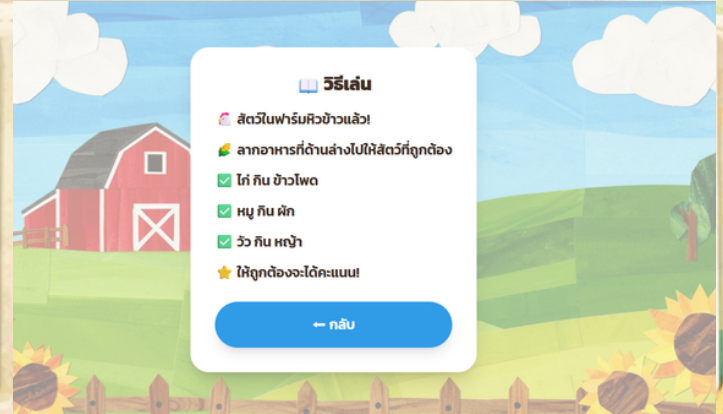 📖 วิธีเล่น
🐔 สัตว์ในฟาร์มหิวข้าวแล้ว!
🌽 ลากอาหารที่ด้านล่างไปให้สัตว์ที่ถูกต้อง
✅ ไก่ กิน ข้าวโพด
✅ หมู กิน ผัก
✅ วัว กิน หญ้า
⭐ ให้ถูกต้องจะได้คะแนน!
← กลับ